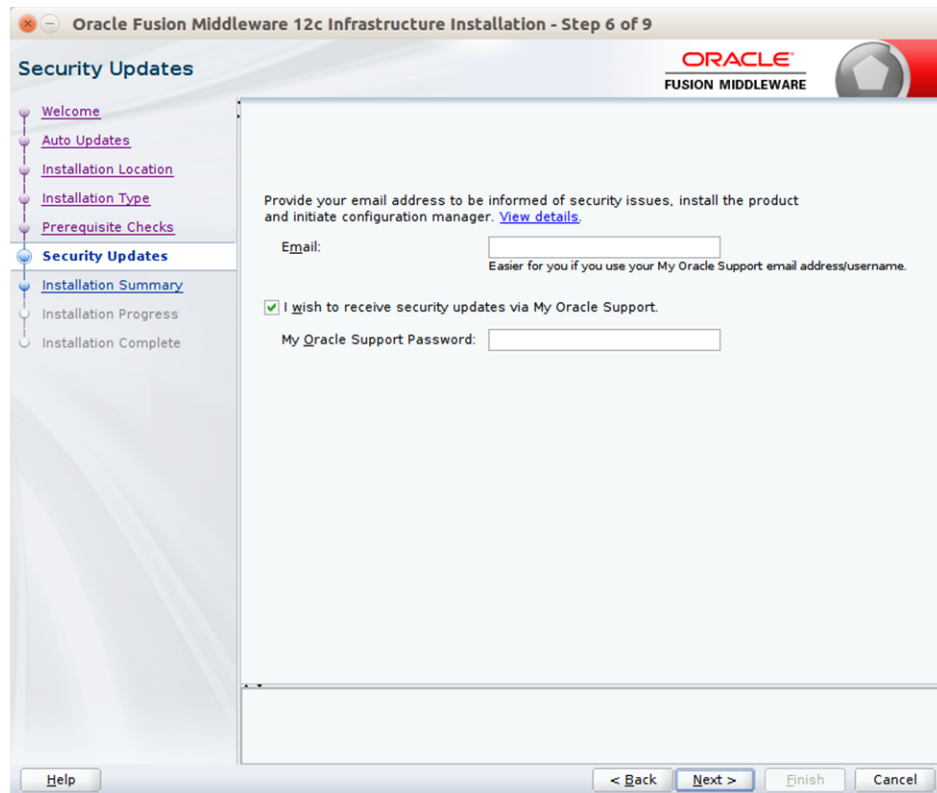 Oracle Fusion Middleware 12c Infrastructure Installation - Step 6 of 9
Security Updates
ORACLE
FUSION MIDDLEWARE
Welcome
Auto Updates
Installation Location
Installation Type
Prerequisite Checks
Security Updates
Installation Summary
Installation Progress
Installation Complete
Provide your email address to be informed of security issues, install the product
and initiate configuration manager. View details.
Email:
Easier for you if you use your My Oracle Support email address/username.
I wish to receive security updates via My Oracle Support.
My Oracle Support Password:
Help
< Back
Next >
Finish
Cancel